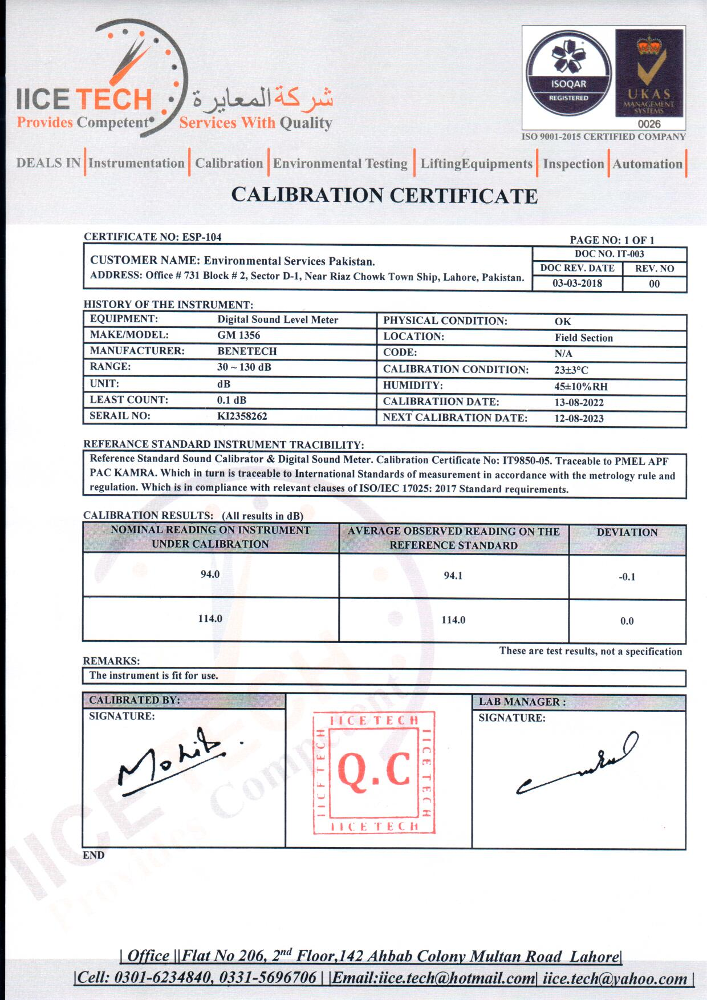 IICE TECH
شركة المعايرة
Provides Competent Services With Quality
ISOQAR
REGISTERED
UKAS
MANAGEMENT
SYSTEMS
0026
ISO 9001-2015 CERTIFIED COMPANY
DEALS IN Instrumentation Calibration Environmental Testing LiftingEquipments Inspection Automation
CALIBRATION CERTIFICATE
CERTIFICATE NO: ESP-104
PAGE NO: 1 OF 1
CUSTOMER NAME: Environmental Services Pakistan.
ADDRESS: Office # 731 Block # 2, Sector D-1, Near Riaz Chowk Town Ship, Lahore, Pakistan.
DOC NO. IT-003
DOC REV. DATE REV. NO
03-03-2018 00
HISTORY OF THE INSTRUMENT:
EQUIPMENT: Digital Sound Level Meter PHYSICAL CONDITION: OK
MAKE/MODEL: GM 1356 LOCATION: Field Section
MANUFACTURER: BENETECH CODE: N/A
RANGE: 30 ~ 130 dB CALIBRATION CONDITION: 23±3°C
UNIT: dB HUMIDITY: 45±10%RH
LEAST COUNT: 0.1 dB CALIBRATIION DATE: 13-08-2022
SERAIL NO: KI2358262 NEXT CALIBRATION DATE: 12-08-2023
REFERANCE STANDARD INSTRUMENT TRACIBILITY:
Reference Standard Sound Calibrator & Digital Sound Meter. Calibration Certificate No: IT9850-05. Traceable to PMEL APF
PAC KAMRA. Which in turn is traceable to International Standards of measurement in accordance with the metrology rule and
regulation. Which is in compliance with relevant clauses of ISO/IEC 17025: 2017 Standard requirements.
CALIBRATION RESULTS: (All results in dB)
NOMINAL READING ON INSTRUMENT
UNDER CALIBRATION
AVERAGE OBSERVED READING ON THE
REFERENCE STANDARD
DEVIATION
94.0 94.1 -0.1
114.0 114.0 0.0
These are test results, not a specification
REMARKS:
The instrument is fit for use.
CALIBRATED BY:
SIGNATURE:
IICE TECH
IICE TECH
Q.C
IICE TECH
IICE TECH
LAB MANAGER :
SIGNATURE:
END
IICE TECH
Provides Competent
| Office ||Flat No 206, 2nd Floor,142 Ahbab Colony Multan Road Lahore|
|Cell: 0301-6234840, 0331-5696706 | |Email:iice.tech@hotmail.com| iice.tech@yahoo.com |